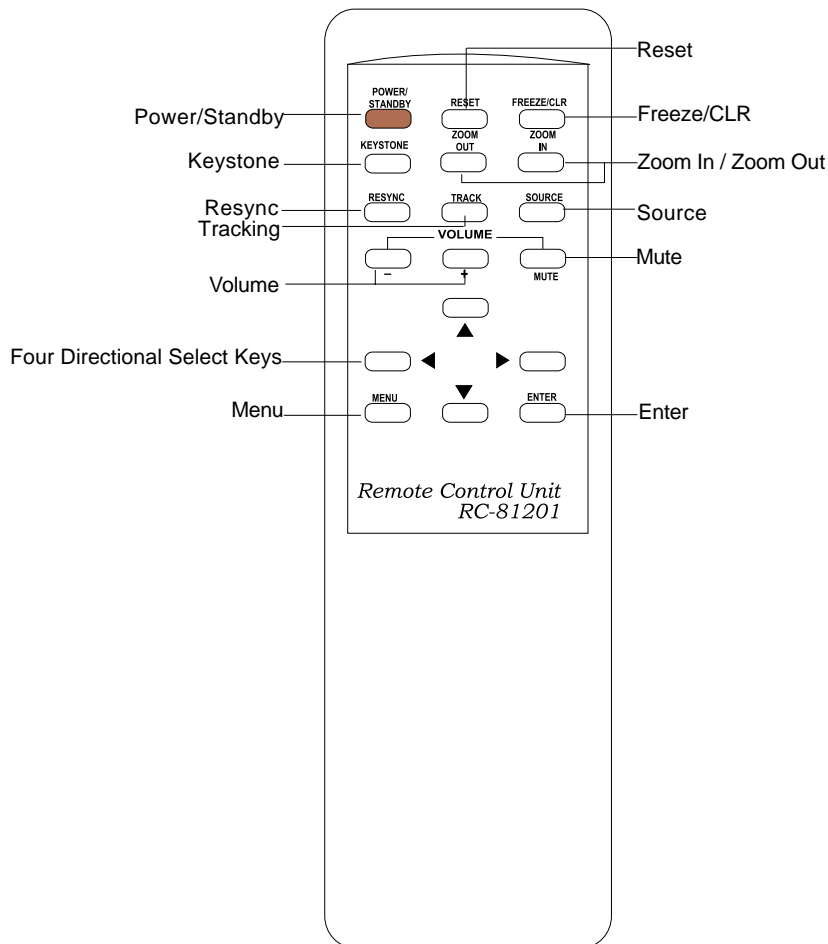 Reset
POWER/
STANDBY
RESET
FREEZE/CLR
Power/Standby
Freeze/CLR
KEYSTONE
ZOOM
OUT
ZOOM
IN
Keystone
Zoom In / Zoom Out
RESYNC
TRACK
SOURCE
Resync
Source
Tracking
VOLUME
Mute
–
+
MUTE
Volume
Four Directional Select Keys
MENU
ENTER
Menu
Enter
Remote Control Unit
RC-81201